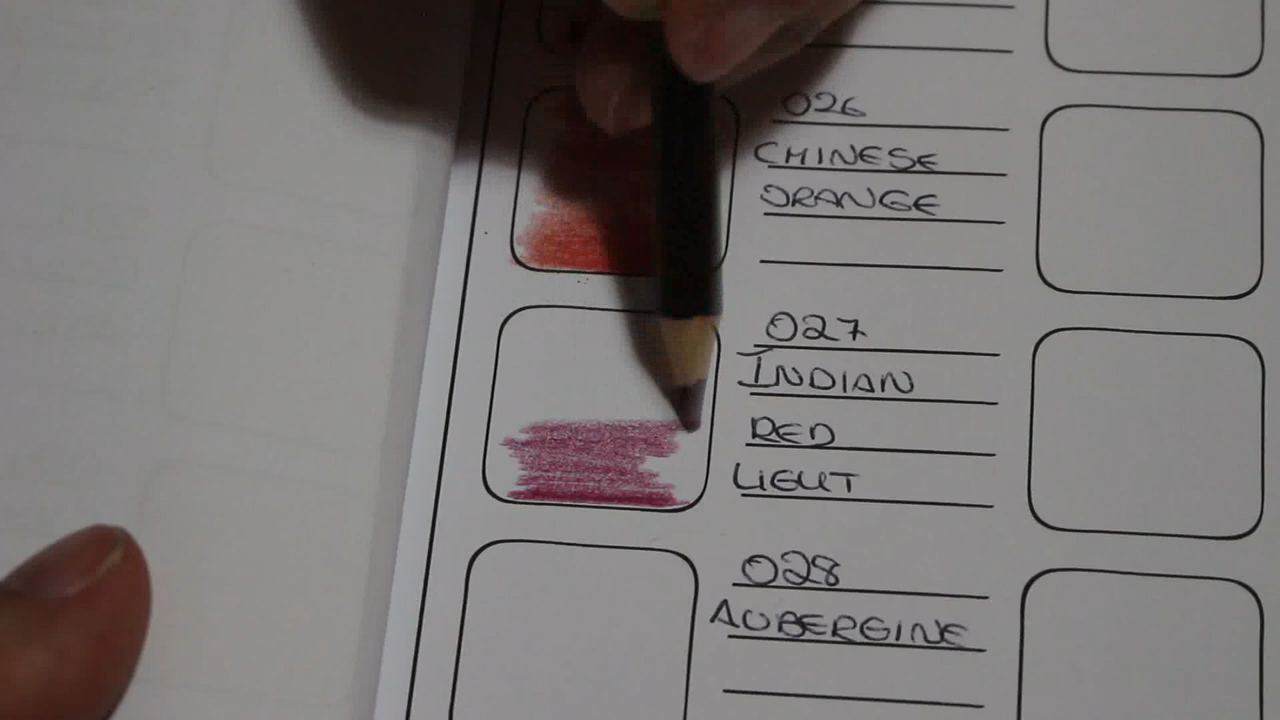 026
CHINESE
ORANGE
027
INDIAN
RED
LIGHT
028
AUBERGINE